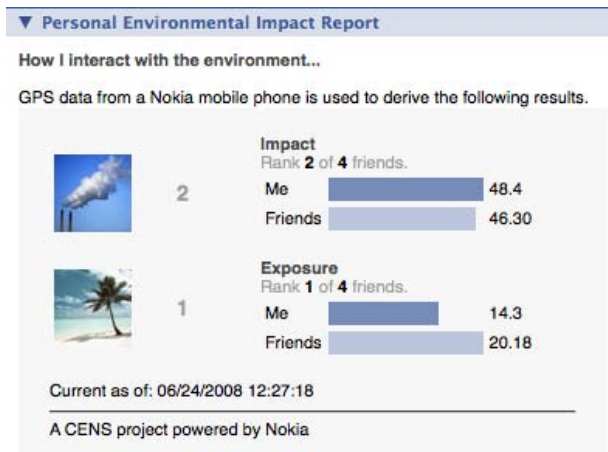 ▼ Personal Environmental Impact Report
How I interact with the environment...
GPS data from a Nokia mobile phone is used to derive the following results.
2
Impact
Rank 2 of 4 friends.
Me 48.4
Friends 46.30
1
Exposure
Rank 1 of 4 friends.
Me 14.3
Friends 20.18
Current as of: 06/24/2008 12:27:18
A CENS project powered by Nokia